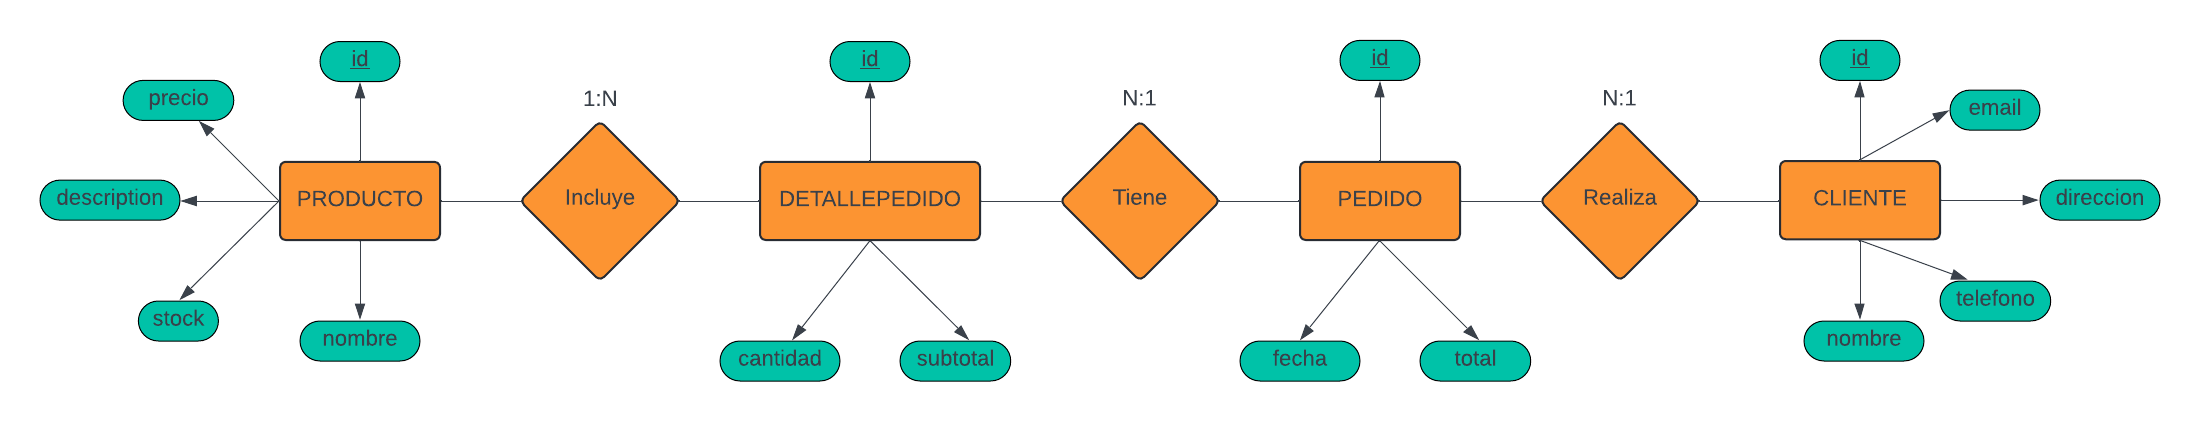 id
precio
description
stock
nombre
PRODUCTO
1:N
Incluye
id
DETALLEPEDIDO
cantidad
subtotal
N:1
Tiene
id
PEDIDO
fecha
total
N:1
Realiza
id
email
CLIENTE
direccion
telefono
nombre